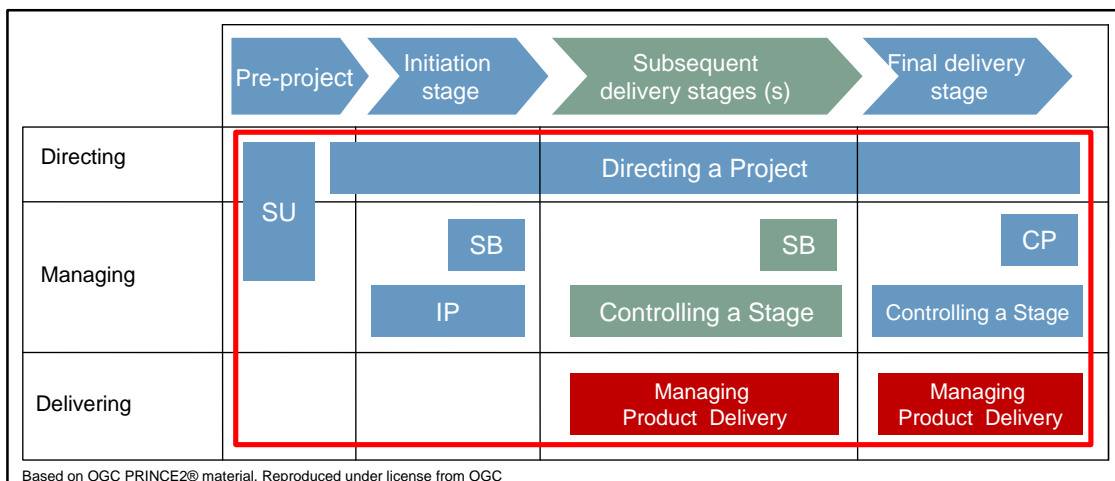 Pre-project
Initiation
stage
Subsequent
delivery stages (s)
Final delivery
stage
Directing
SU
Directing a Project
Managing
SB
SB
CP
IP
Controlling a Stage
Controlling a Stage
Delivering
Managing
Product Delivery
Managing
Product Delivery
Based on OGC PRINCE2® material. Reproduced under license from OGC